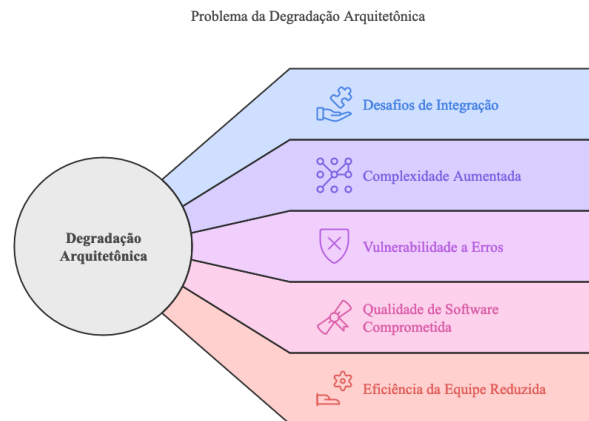 Problema da Degradação Arquitetônica
Desafios de Integração
Complexidade Aumentada
Degradação
Arquitetônica
Vulnerabilidade a Erros
Qualidade de Software
Comprometida
Eficiência da Equipe Reduzida